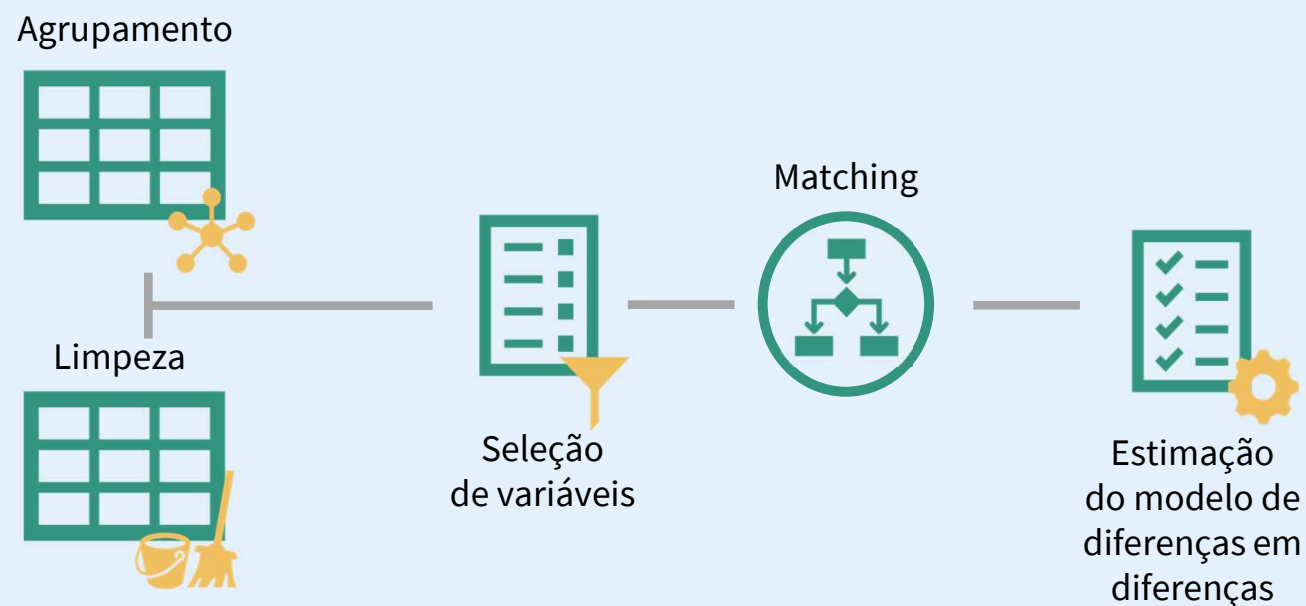 Agrupamento
Limpeza
Seleção
de variáveis
Matching
Estimação
do modelo de
diferenças em
diferenças